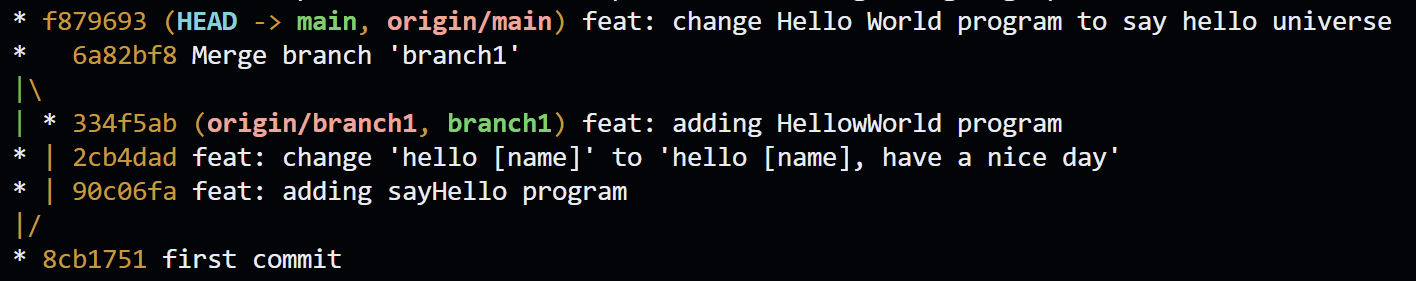 * f879693 (HEAD -> main, origin/main) feat: change Hello World program to say hello universe
*   6a82bf8 Merge branch 'branch1'
|\
| * 334f5ab (origin/branch1, branch1) feat: adding HellowWorld program
* | 2cb4dad feat: change 'hello [name]' to 'hello [name], have a nice day'
* | 90c06fa feat: adding sayHello program
|/
* 8cb1751 first commit